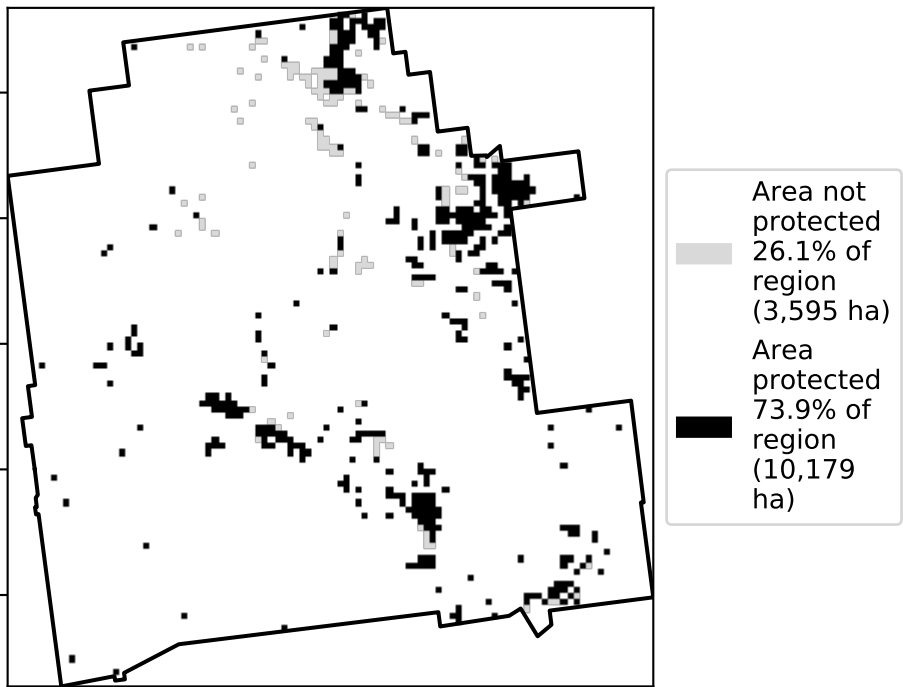 Area not
protected
26.1% of
region
(3,595 ha)
Area
protected
73.9% of
region
(10,179
ha)